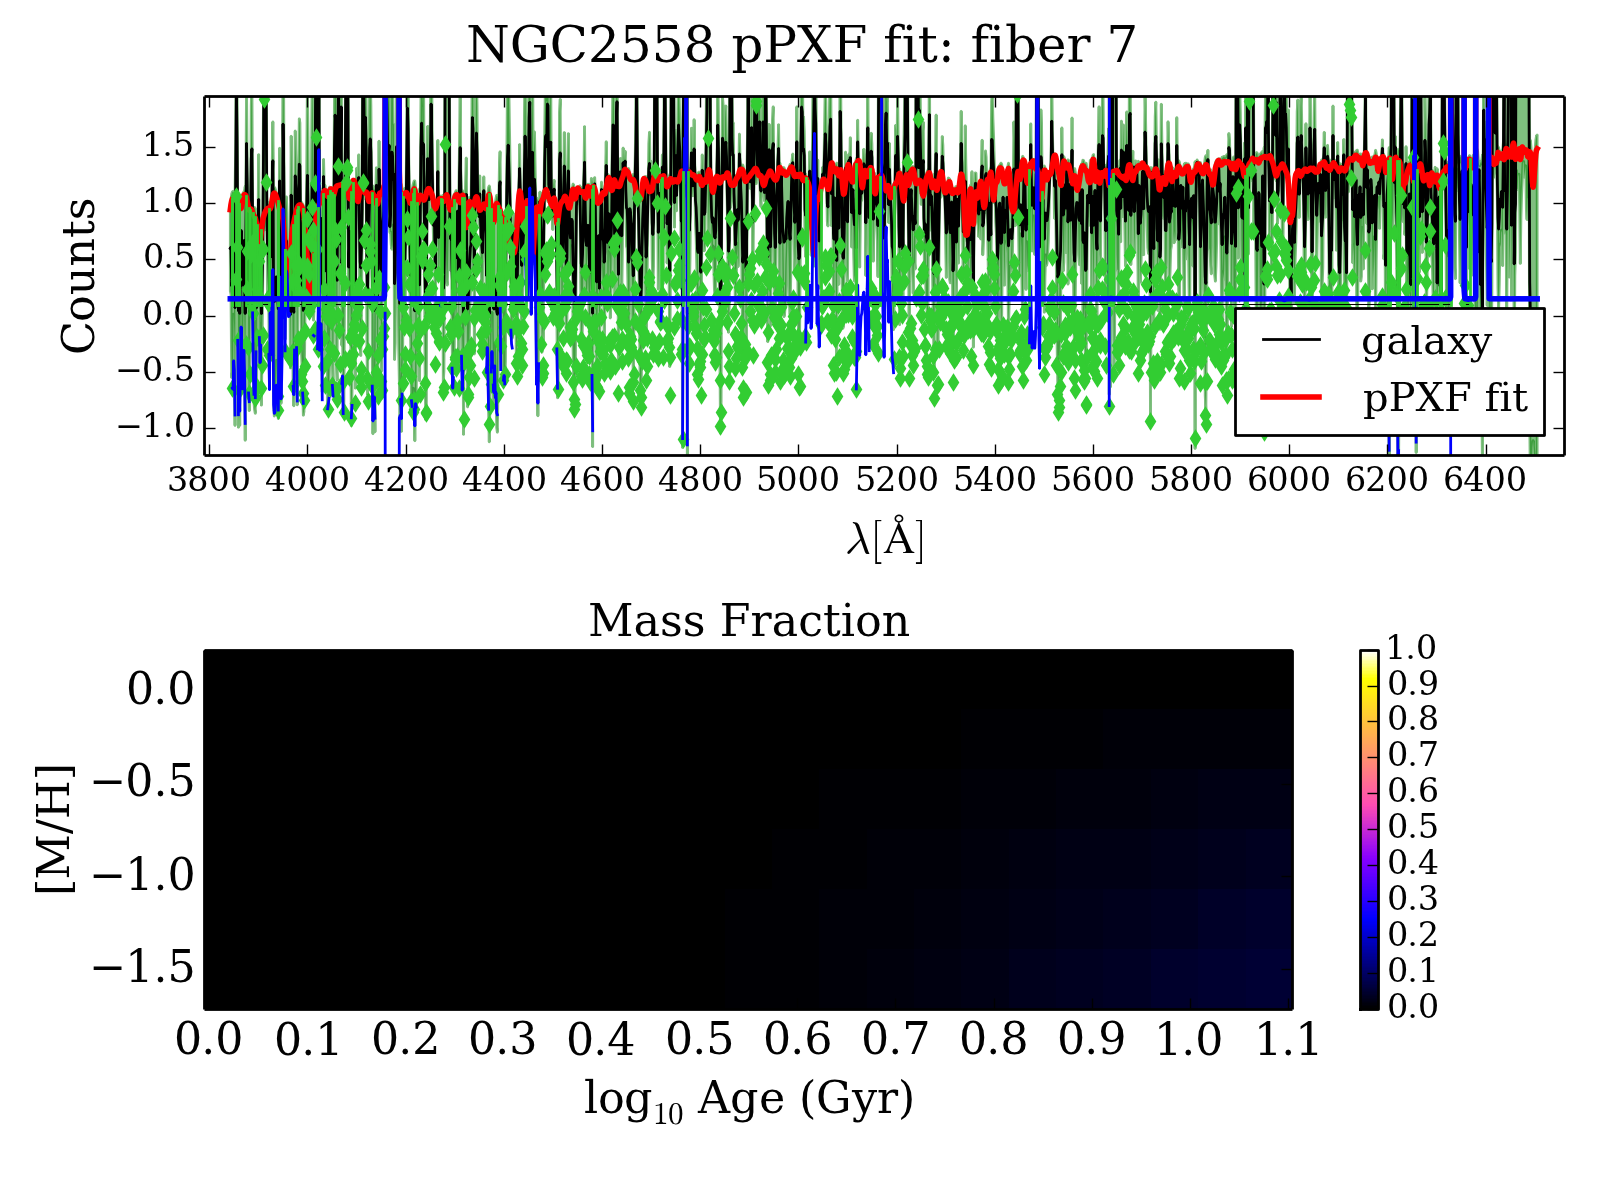 NGC2558 pPXF fit: fiber 7
Counts
1.5
1.0
0.5
0.0
−0.5
−1.0
galaxy
pPXF fit
3800 4000 4200 4400 4600 4800 5000 5200 5400 5600 5800 6000 6200 6400
λ[Å]
Mass Fraction
[M/H]
0.0
−0.5
−1.0
−1.5
0.0 0.1 0.2 0.3 0.4 0.5 0.6 0.7 0.8 0.9 1.0 1.1
log₁₀ Age (Gyr)
1.0
0.9
0.8
0.7
0.6
0.5
0.4
0.3
0.2
0.1
0.0